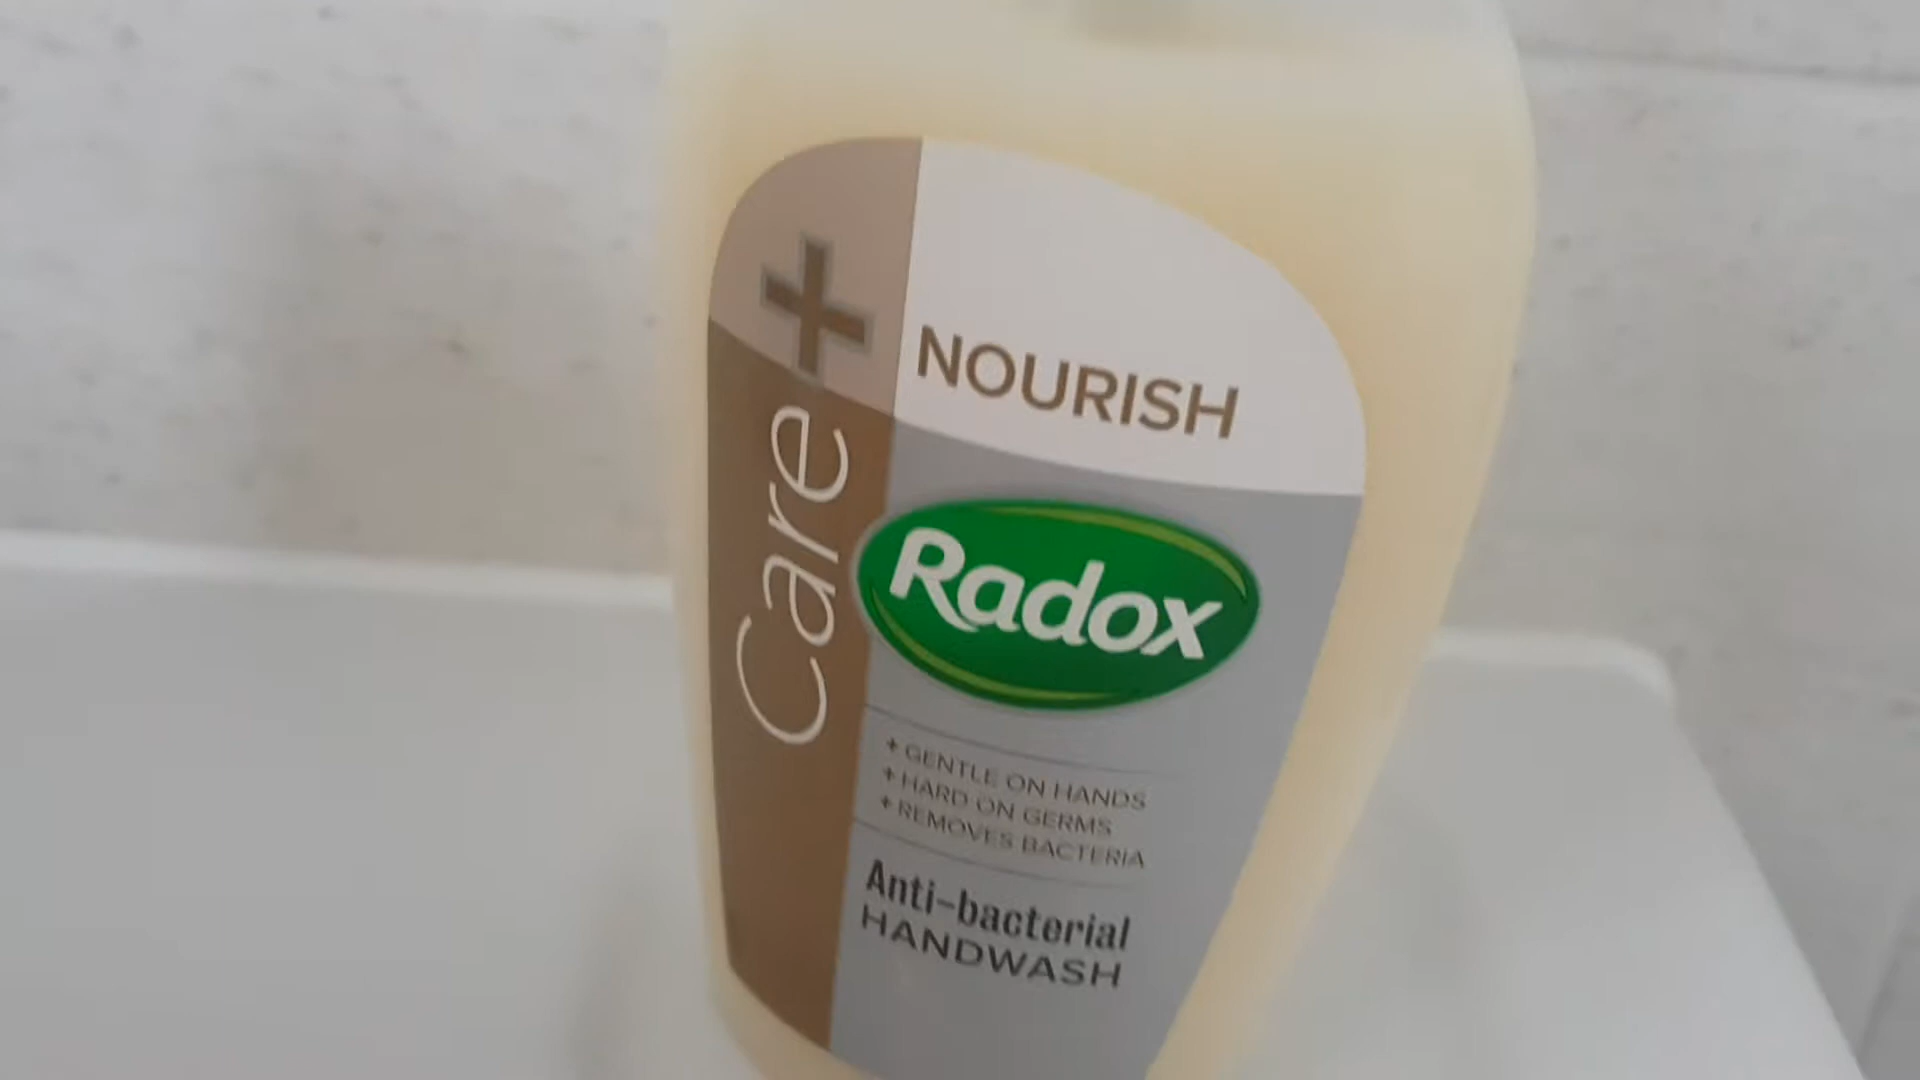 +
NOURISH
Care
Radox
+ GENTLE ON HANDS
+ HARD ON GERMS
+ REMOVES BACTERIA
Anti-bacterial
HANDWASH